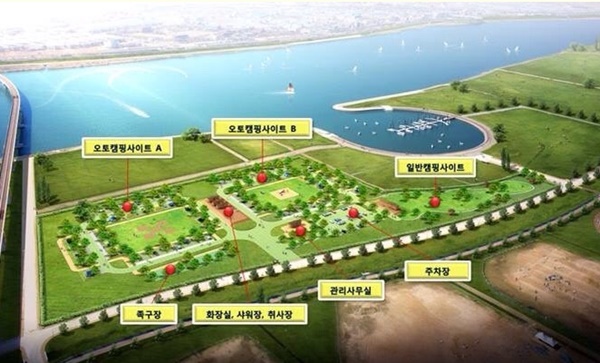 오토캠핑사이트 B
오토캠핑사이트 A
일반캠핑사이트
주차장
관리사무실
족구장
화장실, 샤워장, 취사장